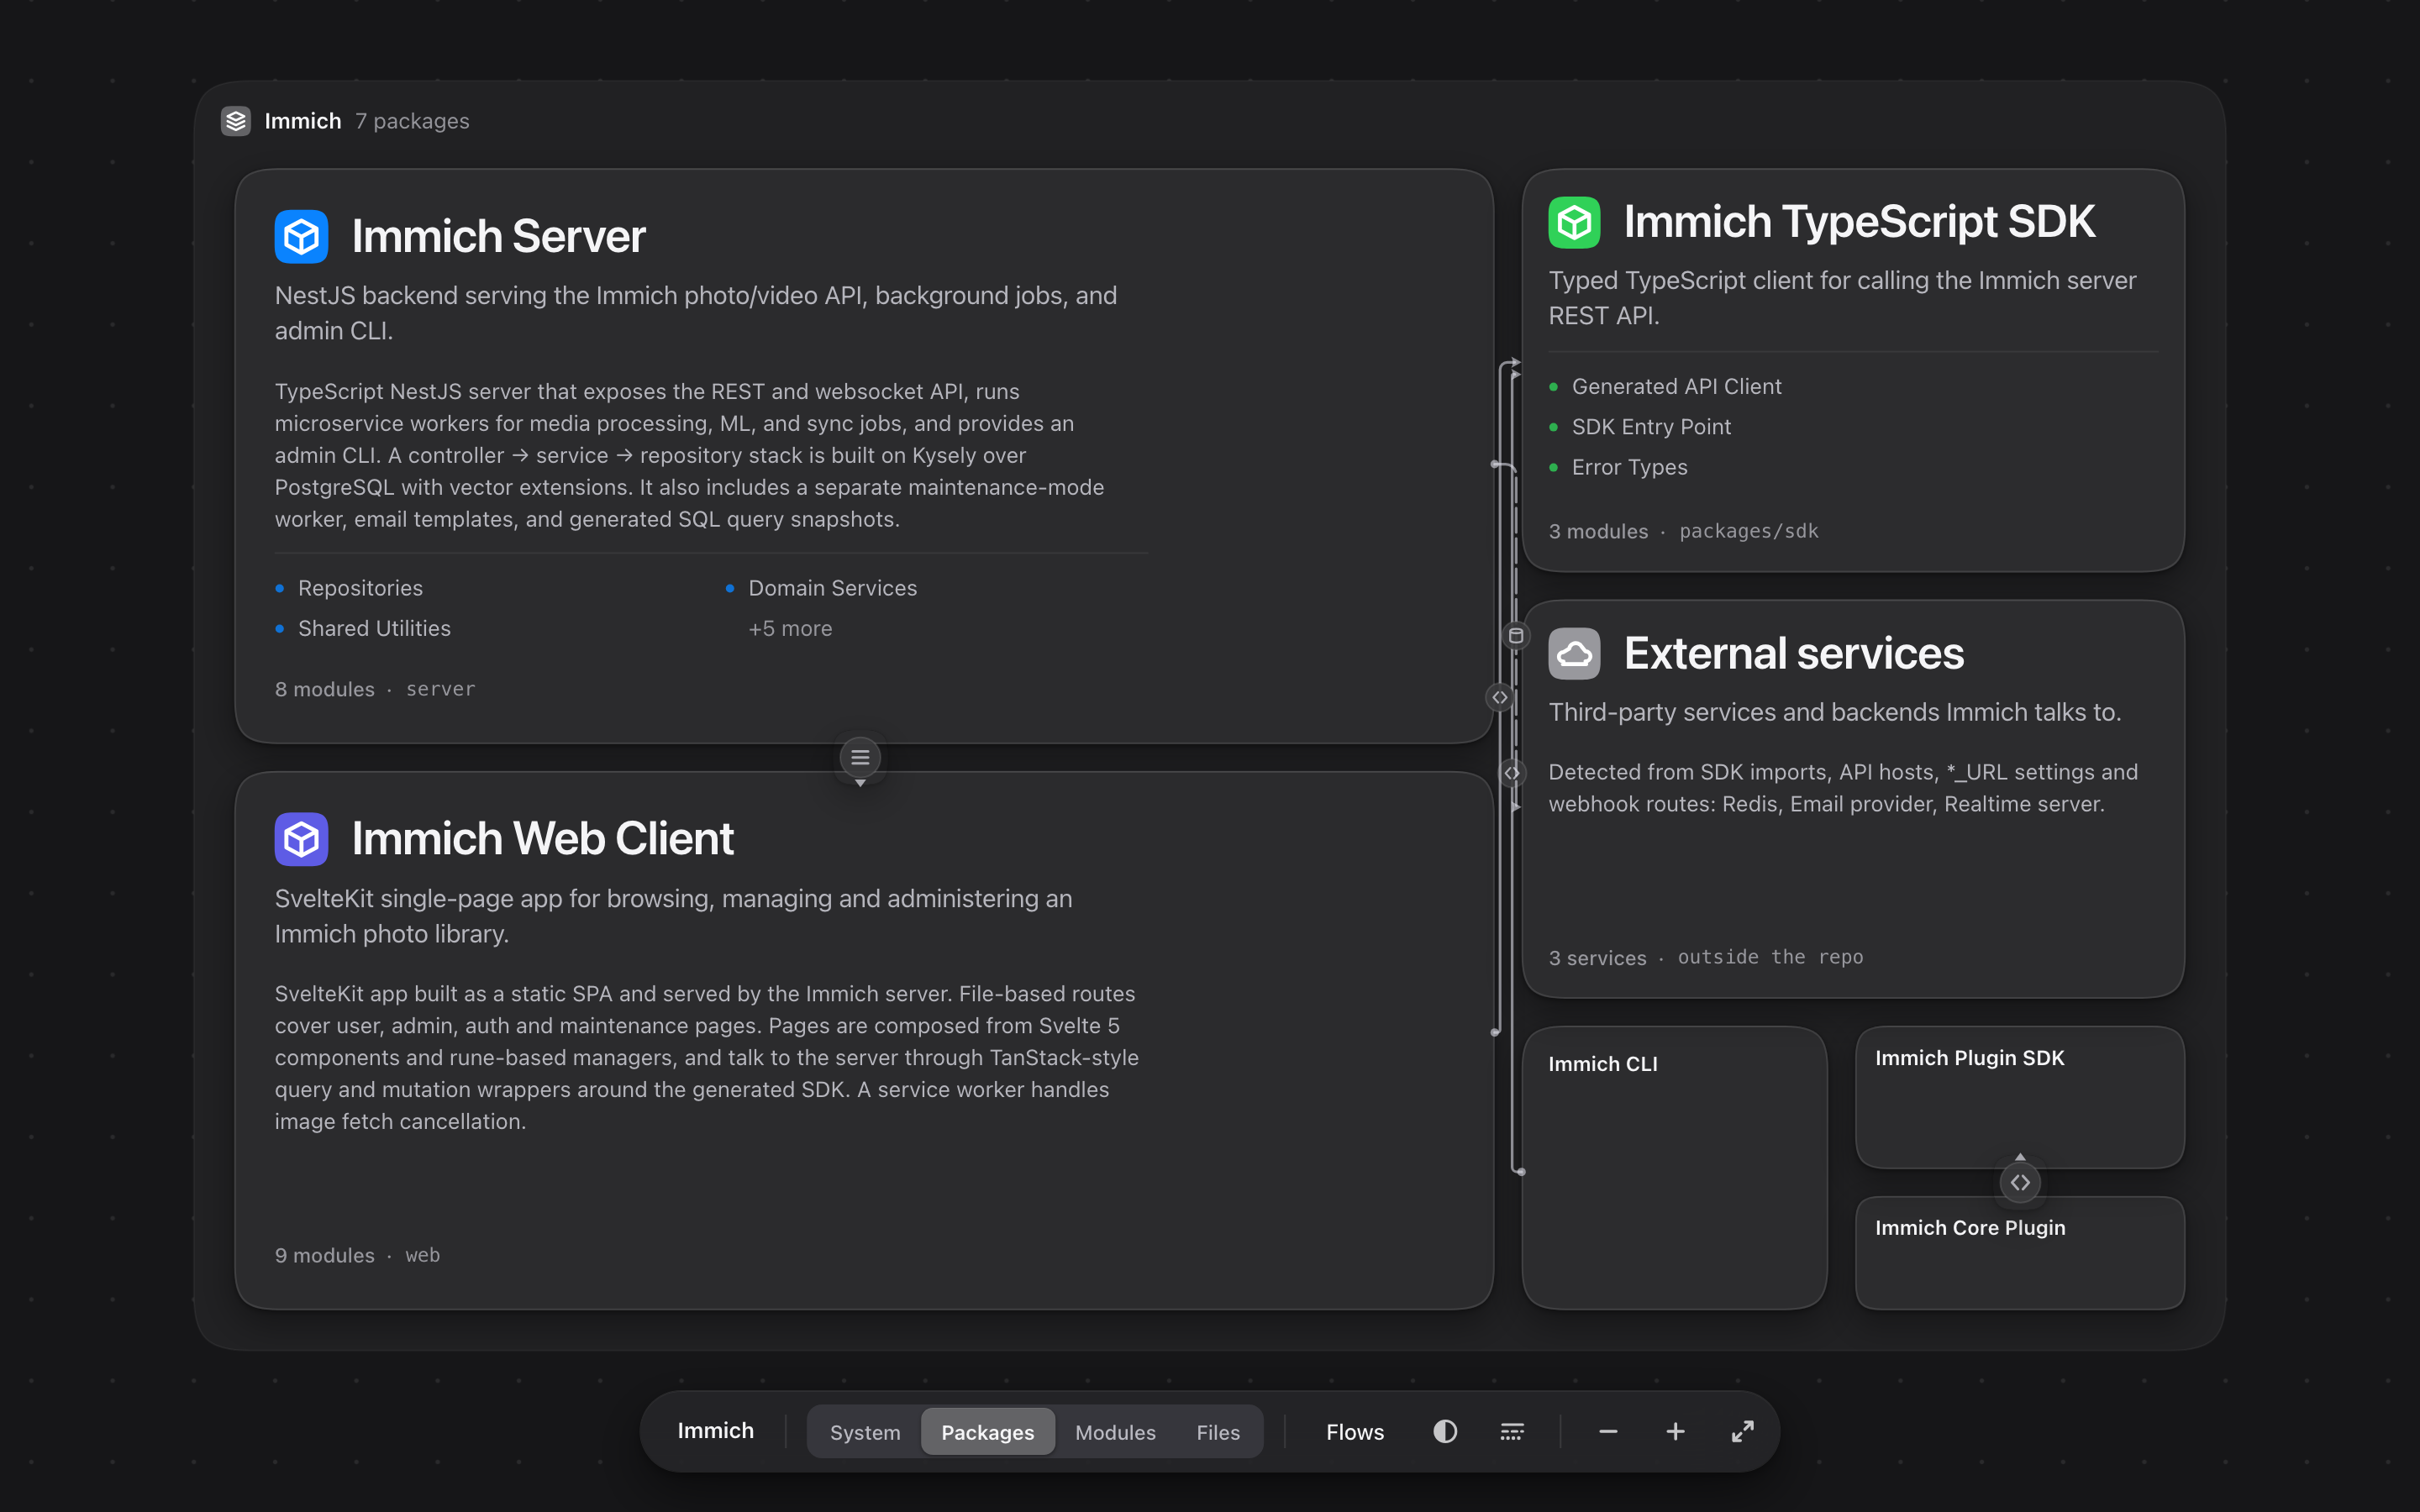 Immich 7 packages
Immich Server
NestJS backend serving the Immich photo/video API, background jobs, and
admin CLI.
TypeScript NestJS server that exposes the REST and websocket API, runs
microservice workers for media processing, ML, and sync jobs, and provides an
admin CLI. A controller → service → repository stack is built on Kysely over
PostgreSQL with vector extensions. It also includes a separate maintenance-mode
worker, email templates, and generated SQL query snapshots.
Repositories
Domain Services
Shared Utilities
+5 more
8 modules · server
Immich Web Client
SvelteKit single-page app for browsing, managing and administering an
Immich photo library.
SvelteKit app built as a static SPA and served by the Immich server. File-based routes
cover user, admin, auth and maintenance pages. Pages are composed from Svelte 5
components and rune-based managers, and talk to the server through TanStack-style
query and mutation wrappers around the generated SDK. A service worker handles
image fetch cancellation.
9 modules · web
Immich TypeScript SDK
Typed TypeScript client for calling the Immich server
REST API.
Generated API Client
SDK Entry Point
Error Types
3 modules · packages/sdk
External services
Third-party services and backends Immich talks to.
Detected from SDK imports, API hosts, *_URL settings and
webhook routes: Redis, Email provider, Realtime server.
3 services · outside the repo
Immich CLI
Immich Plugin SDK
Immich Core Plugin
Immich
System
Packages
Modules
Files
Flows